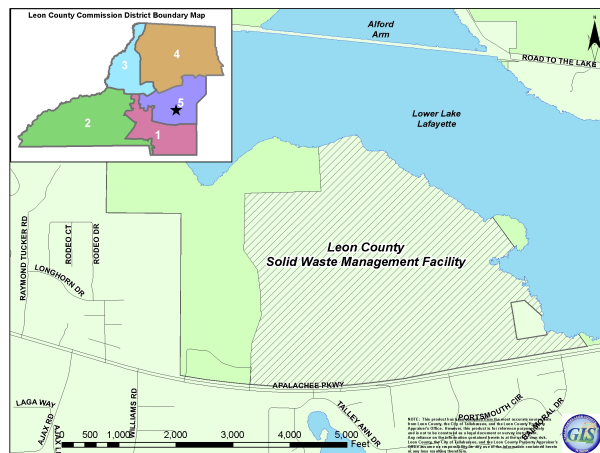 Leon County Commission District Boundary Map
4
3
5
2
1
Alford
Arm
N
ROAD TO THE LAKE
Lower Lake
Lafayette
RAYMOND TUCKER RD
RODEO CT
RODEO DR
LONGHORN DR
Leon County
Solid Waste Management Facility
APALACHEE PKWY
LAGA WAY
AJAX RD
WILLIAMS RD
TALLEY ANN DR
PORTSMOUTH CIR
BALMORAL DR
500 1,000 2,000 3,000 4,000 5,000
Feet
GIS